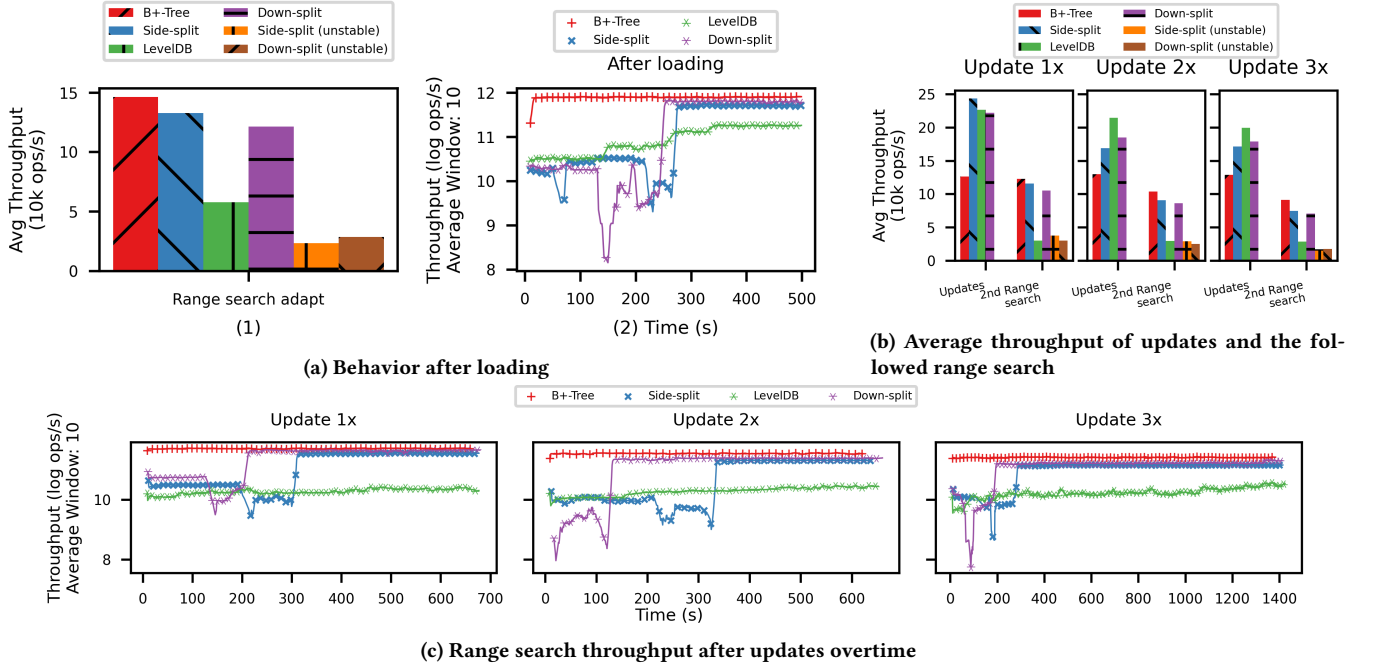 B+-Tree
Side-split
LevelDB
Down-split
Side-split (unstable)
Down-split (unstable)
Avg Throughput
(10k ops/s)
15
10
5
0
Range search adapt
(1)
B+-Tree
Side-split
LevelDB
Down-split
After loading
Throughput (log ops/s)
Average Window: 10
12
11
10
9
8
0 100 200 300 400 500
(2) Time (s)
(a) Behavior after loading
B+-Tree
Side-split
LevelDB
Down-split
Side-split (unstable)
Down-split (unstable)
Update 1x Update 2x Update 3x
Avg Throughput
(10k ops/s)
25
20
15
10
5
0
Updates 2nd Range
search
Updates 2nd Range
search
Updates 2nd Range
search
(b) Average throughput of updates and the fol-
lowed range search
B+-Tree Side-split LevelDB Down-split
Update 1x Update 2x Update 3x
Throughput (log ops/s)
Average Window: 10
10
8
0 100 200 300 400 500 600 700
10
8
0 200 400 600
10
8
0 200 400 600 800 1000 1200 1400
Time (s)
(c) Range search throughput after updates overtime